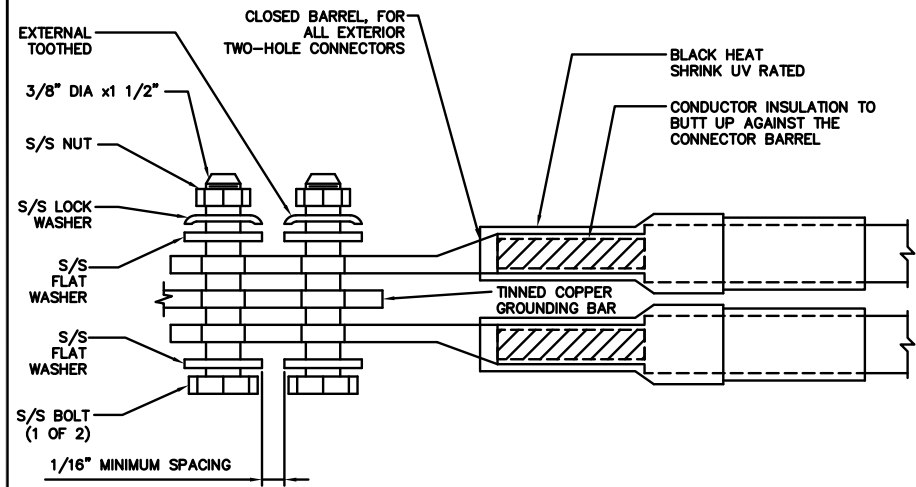 CLOSED BARREL, FOR
ALL EXTERIOR
TWO-HOLE CONNECTORS
EXTERNAL
TOOTHED
3/8" DIA x1 1/2"
S/S NUT
S/S LOCK
WASHER
S/S
FLAT
WASHER
S/S
FLAT
WASHER
S/S BOLT
(1 OF 2)
1/16" MINIMUM SPACING
BLACK HEAT
SHRINK UV RATED
CONDUCTOR INSULATION TO
BUTT UP AGAINST THE
CONNECTOR BARREL
TINNED COPPER
GROUNDING BAR